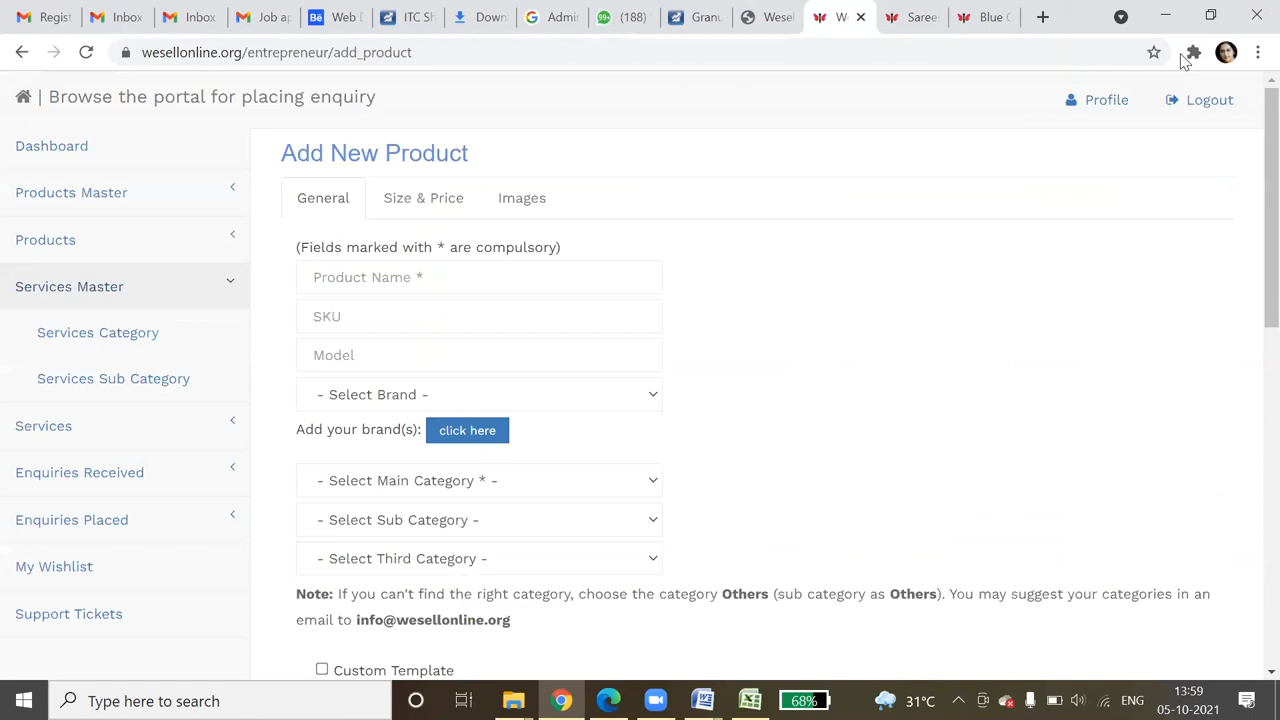 Regist
Inbox
Inbox
Job ap
Web D
ITC Sh
Down
Admi
(188)
Granu
Wesel
We
Saree
Blue C
wesellonline.org/entrepreneur/add_product
| Browse the portal for placing enquiry
Profile
Logout
Dashboard
Products Master
Products
Services Master
Services Category
Services Sub Category
Services
Enquiries Received
Enquiries Placed
My Wishlist
Support Tickets
Add New Product
General
Size & Price
Images
(Fields marked with * are compulsory)
Product Name *
SKU
Model
- Select Brand -
Add your brand(s): click here
- Select Main Category * -
- Select Sub Category -
- Select Third Category -
Note: If you can't find the right category, choose the category Others (sub category as Others). You may suggest your categories in an
email to info@wesellonline.org
Custom Template
Type here to search
68%
31°C
ENG
13:59
05-10-2021